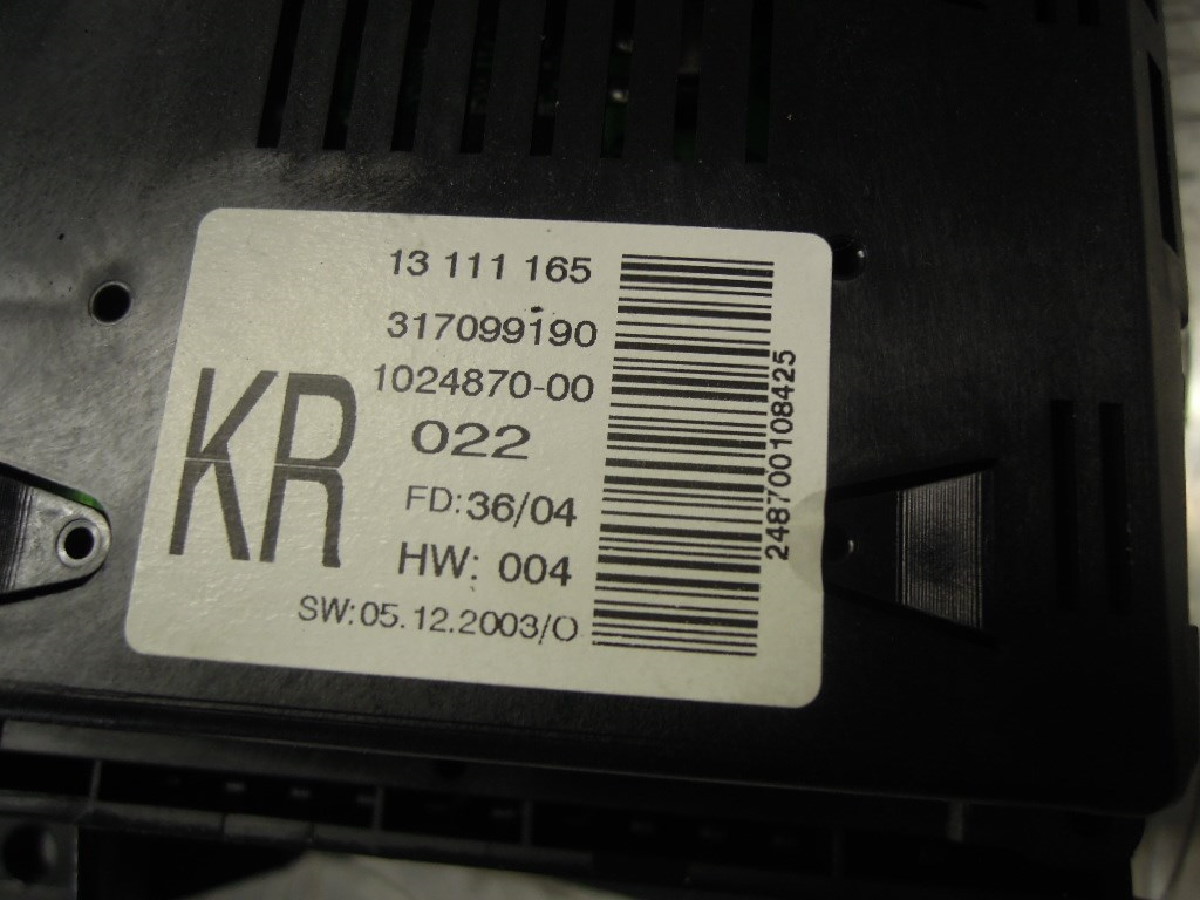 13 111 165
317099190
1024870-00
KR
022
FD:36/04
HW: 004
SW:05.12.2003/O
248700108425